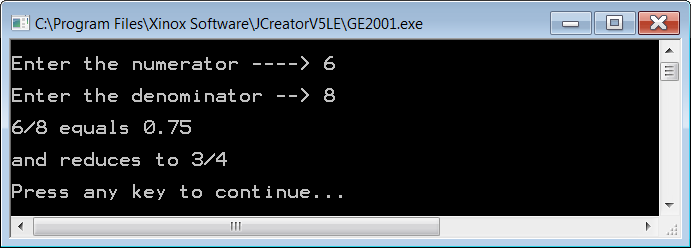 C:\Program Files\Xinox Software\JCreatorV5LE\GE2001.exe
Enter the numerator ----> 6
Enter the denominator --> 8
6/8 equals 0.75
and reduces to 3/4
Press any key to continue...